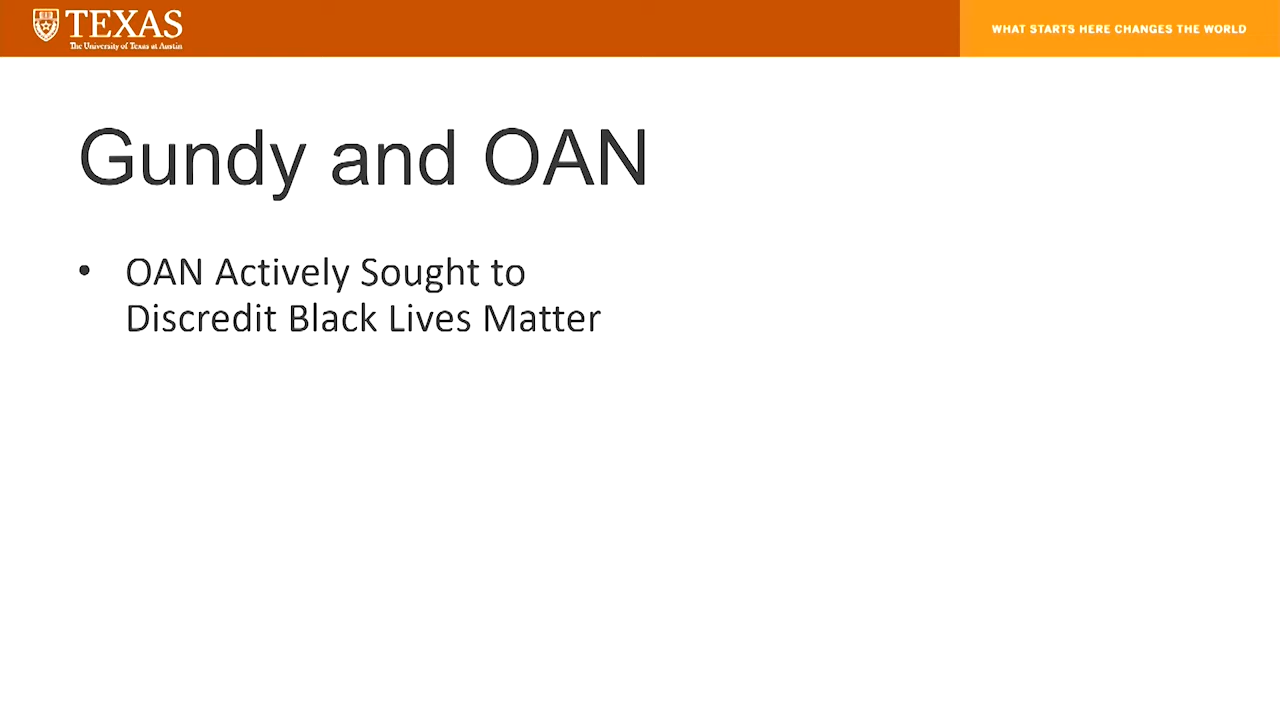 TEXAS
The University of Texas at Austin
WHAT STARTS HERE CHANGES THE WORLD
Gundy and OAN
• OAN Actively Sought to
Discredit Black Lives Matter